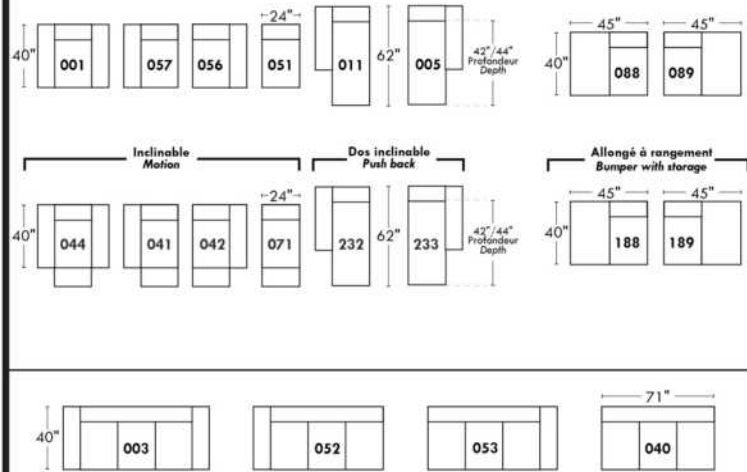 24" 45" 45"
40" 001 057 056 051 011 62" 005 42"/44" Profondeur Depth 40" 088 089
Inclinable Dos inclinable Allongé à rangement
Motion Push back Bumper with storage
24" 45" 45"
40" 044 041 042 071 232 62" 233 42"/44" Profondeur Depth 40" 188 189
71"
40" 003 052 053 040